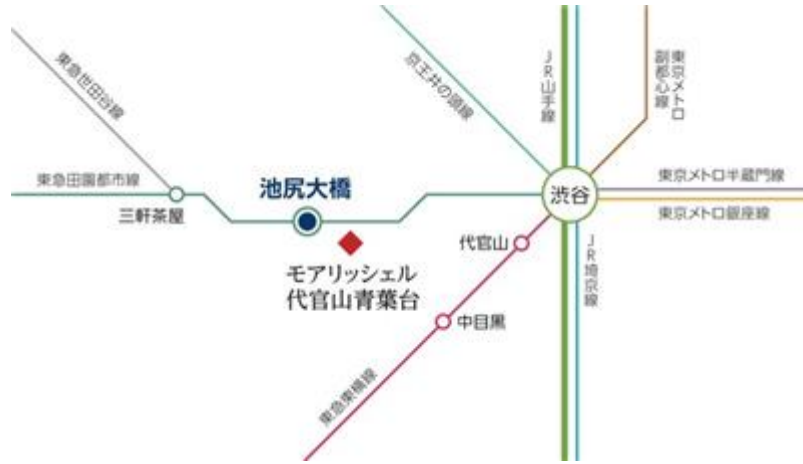 東急世田谷線
京王井の頭線
JR山手線
東京メトロ
副都心線
東急田園都市線
池尻大橋
渋谷
東京メトロ半蔵門線
三軒茶屋
東京メトロ銀座線
代官山
モアリッシェル
代官山青葉台
JR埼京線
中目黒
東急東横線